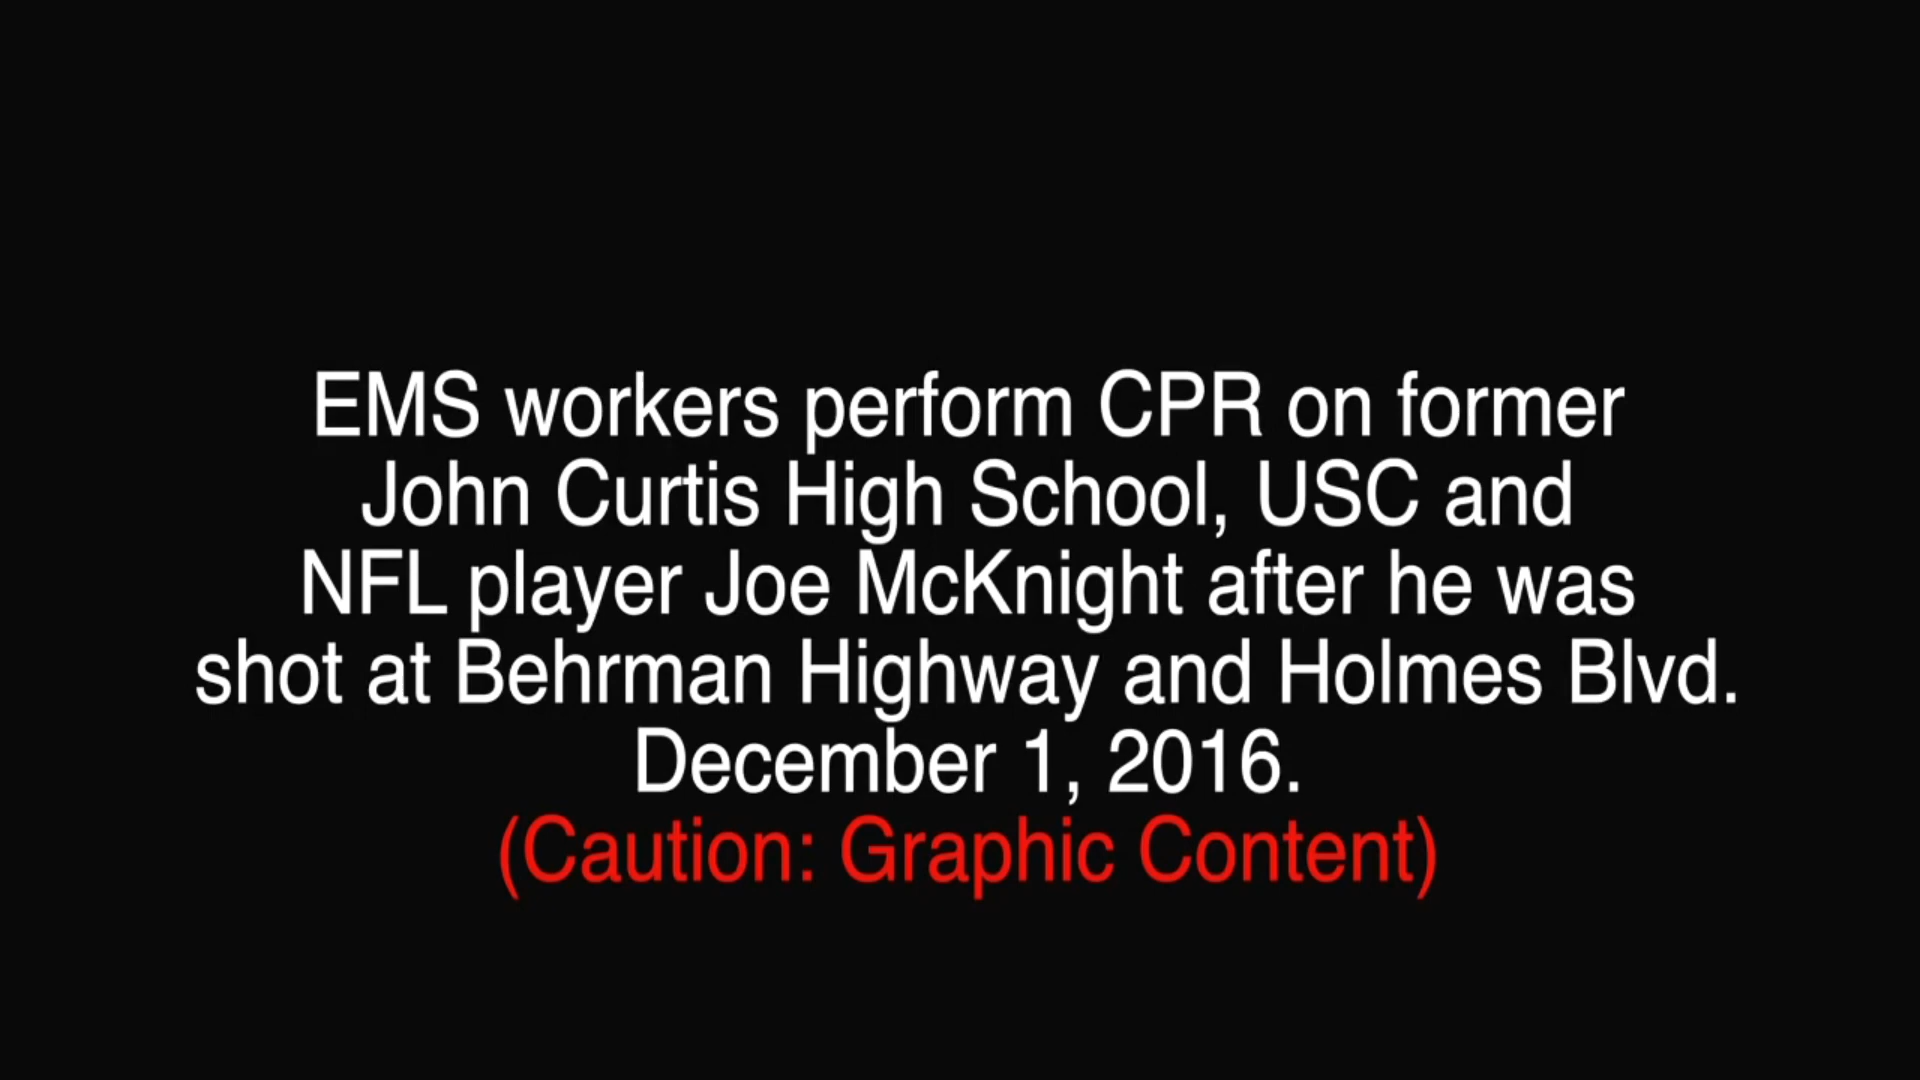 EMS workers perform CPR on former
John Curtis High School, USC and
NFL player Joe McKnight after he was
shot at Behrman Highway and Holmes Blvd.
December 1, 2016.
(Caution: Graphic Content)